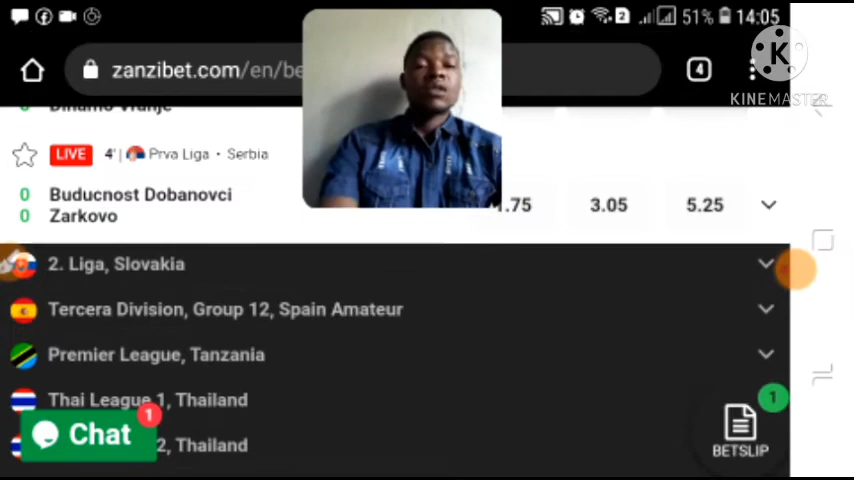 2 51% 14:05
zanzibet.com/en/be
4
K
KINEMASTER
0 Dinamo Vranje
LIVE 4' | Prva Liga • Serbia
0 Buducnost Dobanovci
0 Zarkovo
1.75 3.05 5.25
2. Liga, Slovakia
Tercera Division, Group 12, Spain Amateur
Premier League, Tanzania
Thai League 1, Thailand
2, Thailand
Chat 1
1
BETSLIP